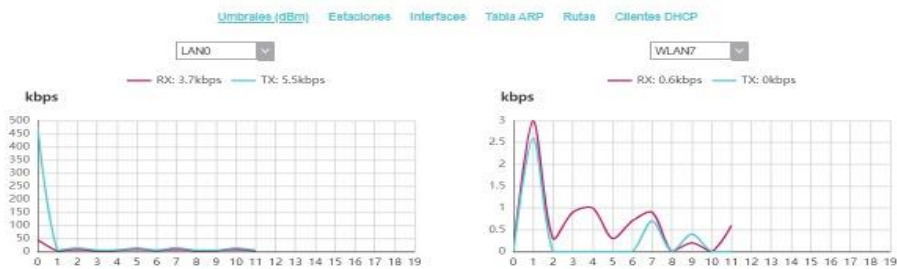 Umbrales (dBm) Estaciones Interfaces Tabla ARP Rutas Clientes DHCP
LAN0 WLAN7
RX: 3.7kbps TX: 5.5kbps RX: 0.6kbps TX: 0kbps
kbps kbps
500 3
450
400 2.5
350
300 2
250 1.5
200
150 1
100 0.5
50
0 0
0 1 2 3 4 5 6 7 8 9 10 11 12 13 14 15 16 17 18 19 0 1 2 3 4 5 6 7 8 9 10 11 12 13 14 15 16 17 18 19